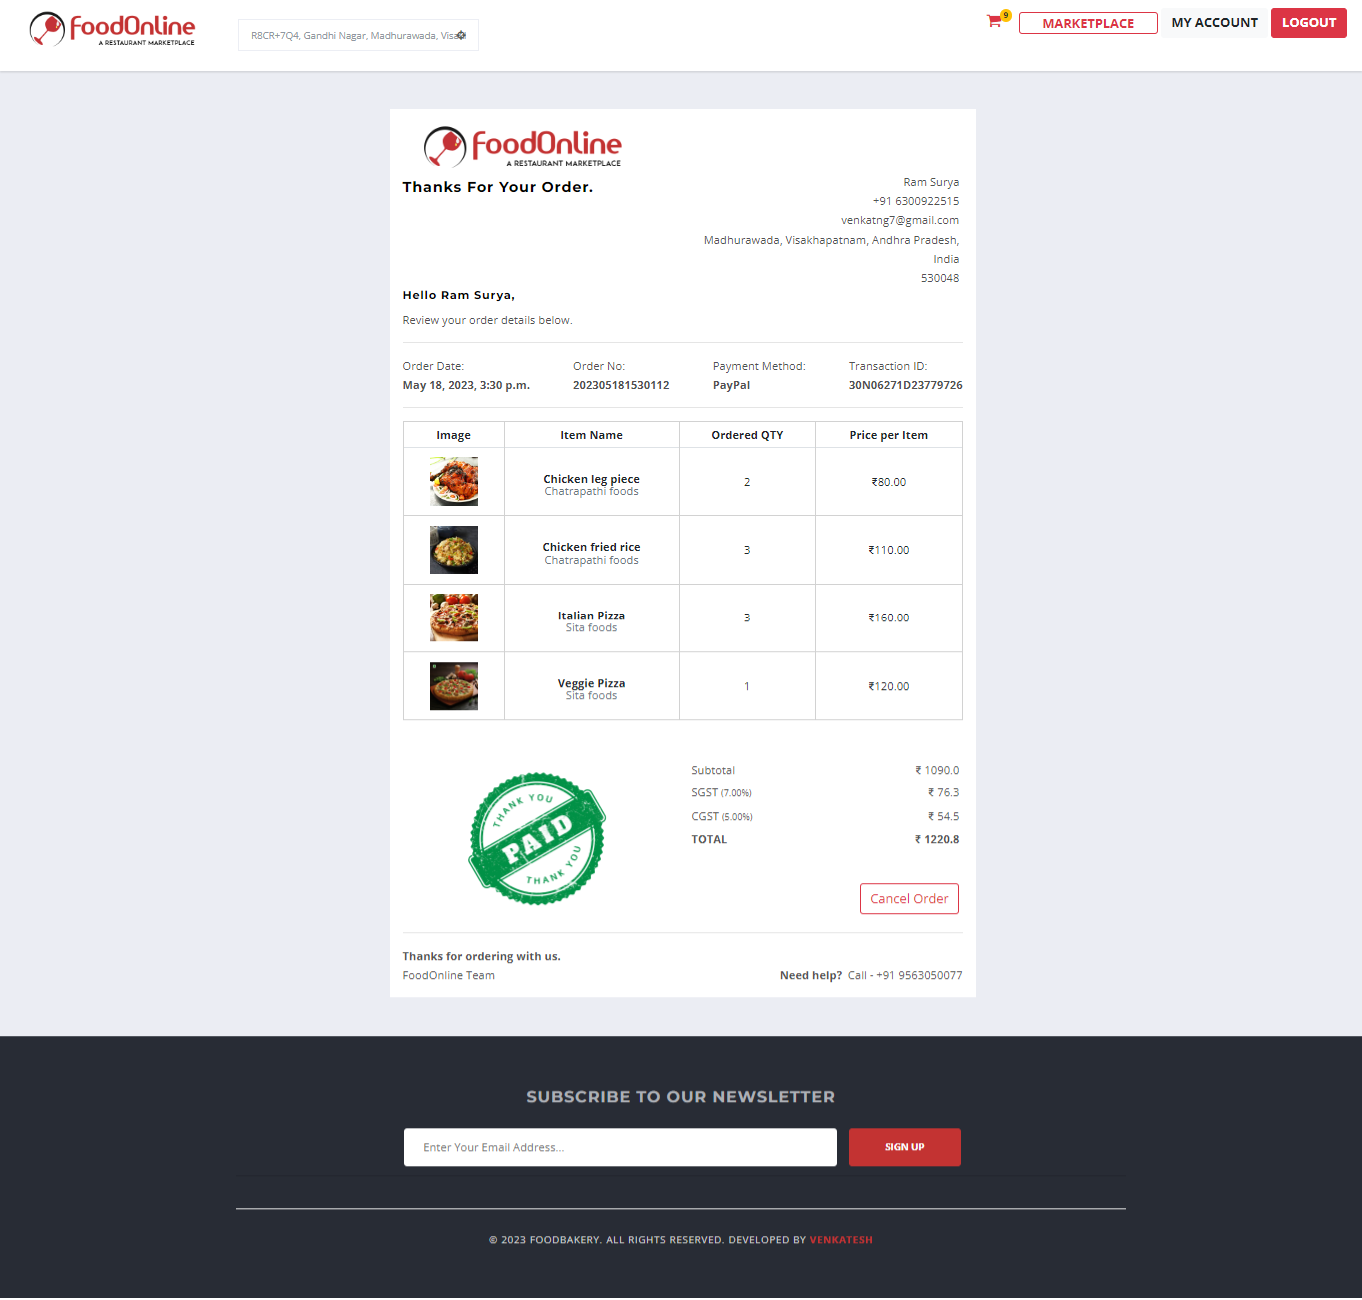 FoodOnline
A RESTAURANT MARKETPLACE
R8CR+7Q4, Gandhi Nagar, Madhurawada,
9
MARKETPLACE
MY ACCOUNT
LOGOUT
FoodOnline
A RESTAURANT MARKETPLACE
Thanks For Your Order.
Ram Surya
+91 6300922515
venkatng7@gmail.com
Madhurawada, Visakhapatnam, Andhra Pradesh,
India
530048
Hello Ram Surya,
Review your order details below.
Order Date: Order No: Payment Method: Transaction ID:
May 18, 2023, 3:30 p.m. 202305181530112 PayPal 30N06271D23779726
Image Item Name Ordered QTY Price per Item
Chicken leg piece
Chatrapathi foods
2 ₹80.00
Chicken fried rice
Chatrapathi foods
3 ₹110.00
Italian Pizza
Sita foods
3 ₹160.00
Veggie Pizza
Sita foods
1 ₹120.00
THANK YOU
PAID
THANK YOU
Subtotal ₹ 1090.0
SGST (7.00%) ₹ 76.3
CGST (5.00%) ₹ 54.5
TOTAL ₹ 1220.8
Cancel Order
Thanks for ordering with us.
FoodOnline Team
Need help? Call - +91 9563050077
SUBSCRIBE TO OUR NEWSLETTER
Enter Your Email Address...
SIGN UP
© 2023 FOODBAKERY. ALL RIGHTS RESERVED. DEVELOPED BY VENKATESH